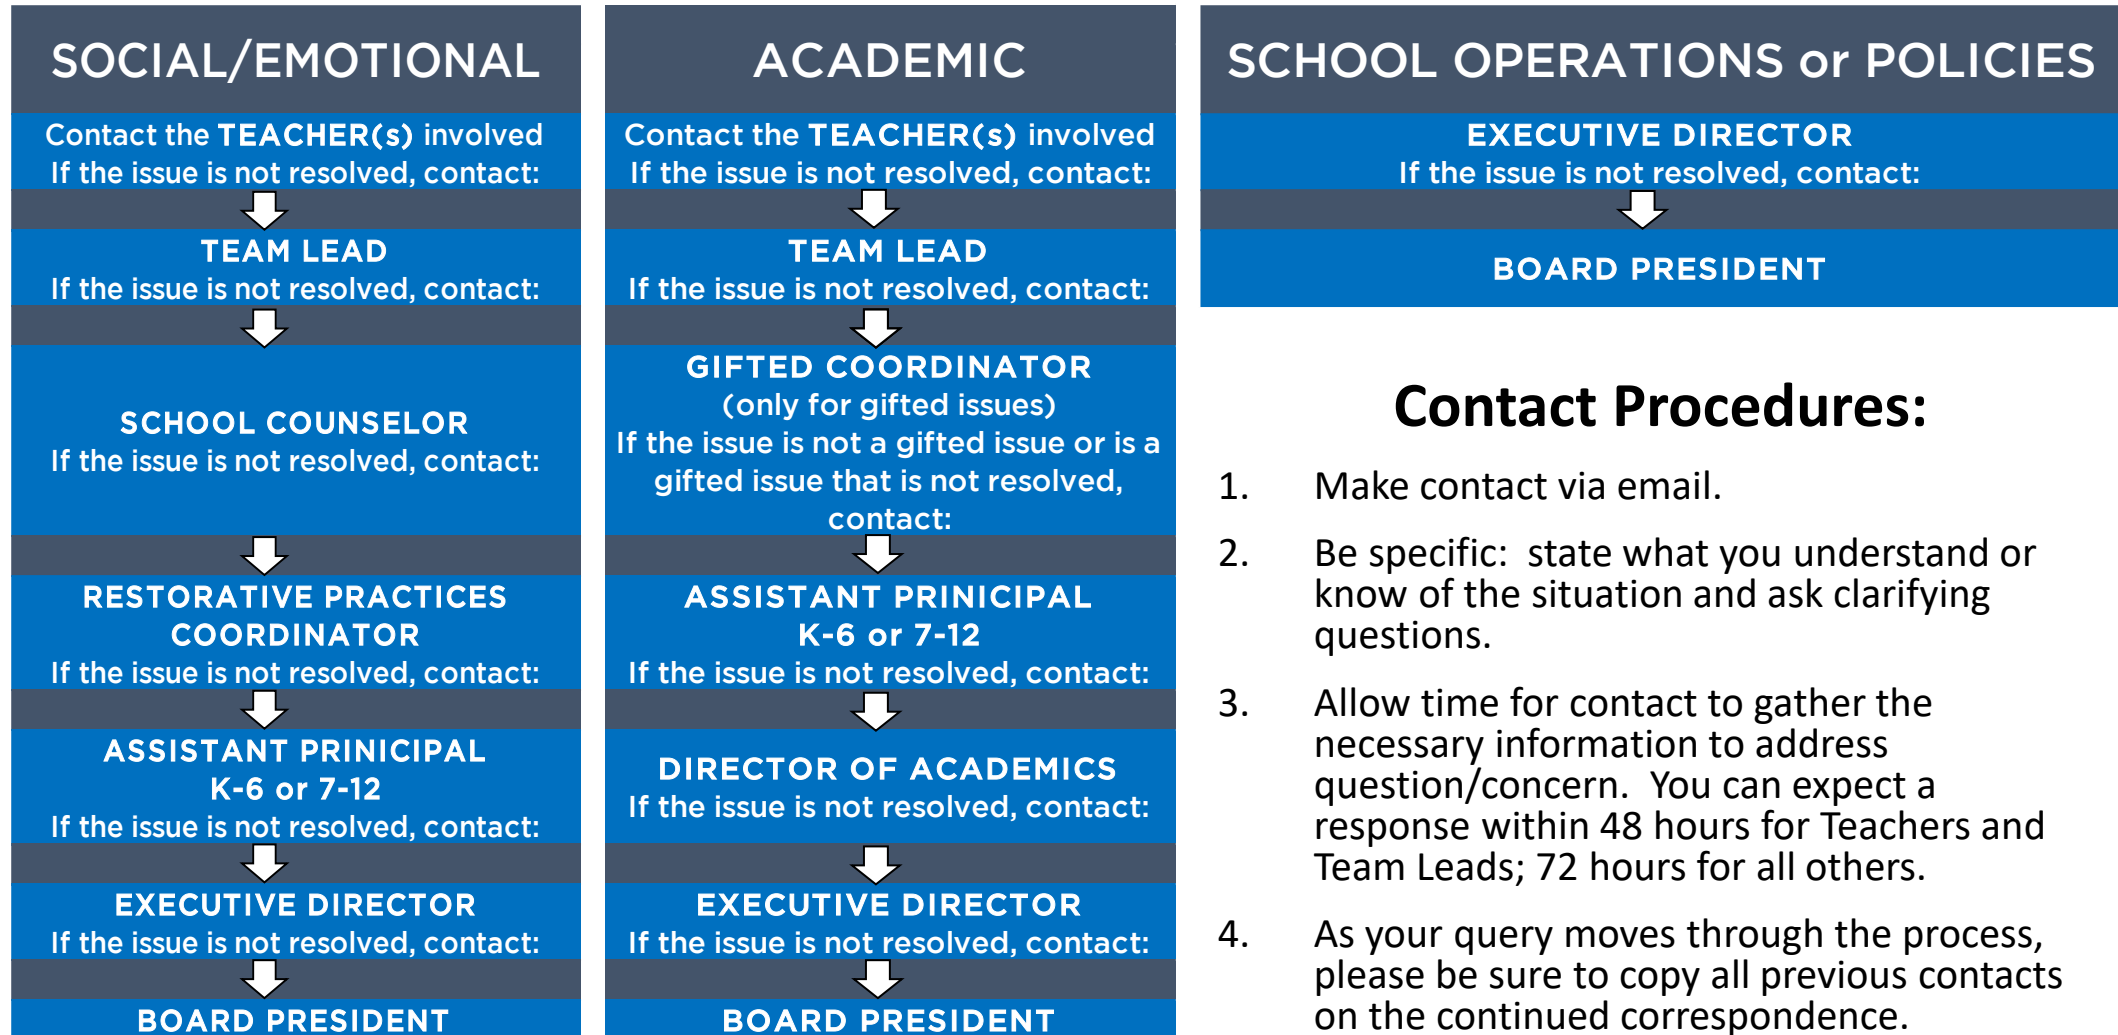 SOCIAL/EMOTIONAL
Contact the TEACHER(s) involved
If the issue is not resolved, contact:
TEAM LEAD
If the issue is not resolved, contact:
SCHOOL COUNSELOR
If the issue is not resolved, contact:
RESTORATIVE PRACTICES
COORDINATOR
If the issue is not resolved, contact:
ASSISTANT PRINICIPAL
K-6 or 7-12
If the issue is not resolved, contact:
EXECUTIVE DIRECTOR
If the issue is not resolved, contact:
BOARD PRESIDENT
ACADEMIC
Contact the TEACHER(s) involved
If the issue is not resolved, contact:
TEAM LEAD
If the issue is not resolved, contact:
GIFTED COORDINATOR
(only for gifted issues)
If the issue is not a gifted issue or is a
gifted issue that is not resolved,
contact:
ASSISTANT PRINICIPAL
K-6 or 7-12
If the issue is not resolved, contact:
DIRECTOR OF ACADEMICS
If the issue is not resolved, contact:
EXECUTIVE DIRECTOR
If the issue is not resolved, contact:
BOARD PRESIDENT
SCHOOL OPERATIONS or POLICIES
EXECUTIVE DIRECTOR
If the issue is not resolved, contact:
BOARD PRESIDENT
Contact Procedures:
1. Make contact via email.
2. Be specific: state what you understand or
know of the situation and ask clarifying
questions.
3. Allow time for contact to gather the
necessary information to address
question/concern. You can expect a
response within 48 hours for Teachers and
Team Leads; 72 hours for all others.
4. As your query moves through the process,
please be sure to copy all previous contacts
on the continued correspondence.